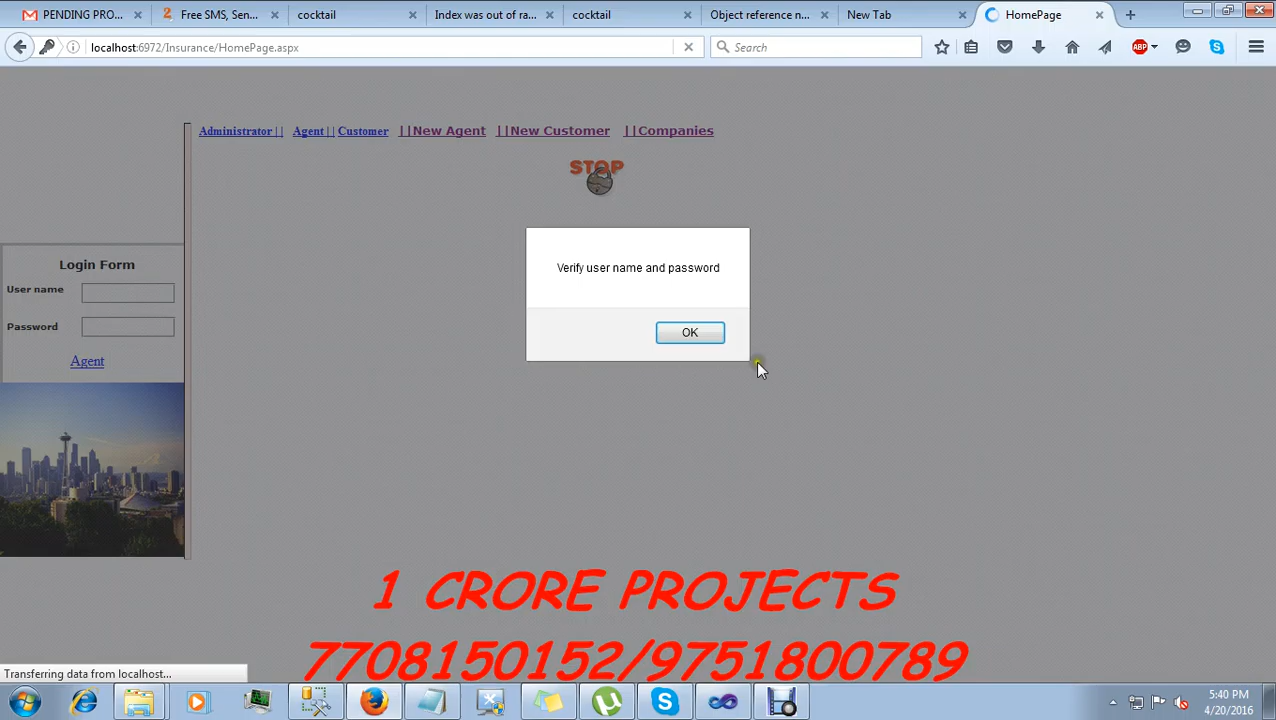 PENDING PRO...
Free SMS, Sen...
cocktail
Index was out of ra...
cocktail
Object reference n...
New Tab
HomePage
localhost:6972/Insurance/HomePage.aspx
Search
ABP
Administrator || Agent || Customer ||New Agent ||New Customer ||Companies
STOP
Verify user name and password
OK
Login Form
User name
Password
Agent
1 CRORE PROJECTS
7708150152/9751800789
Transferring data from localhost...
5:40 PM
4/20/2016